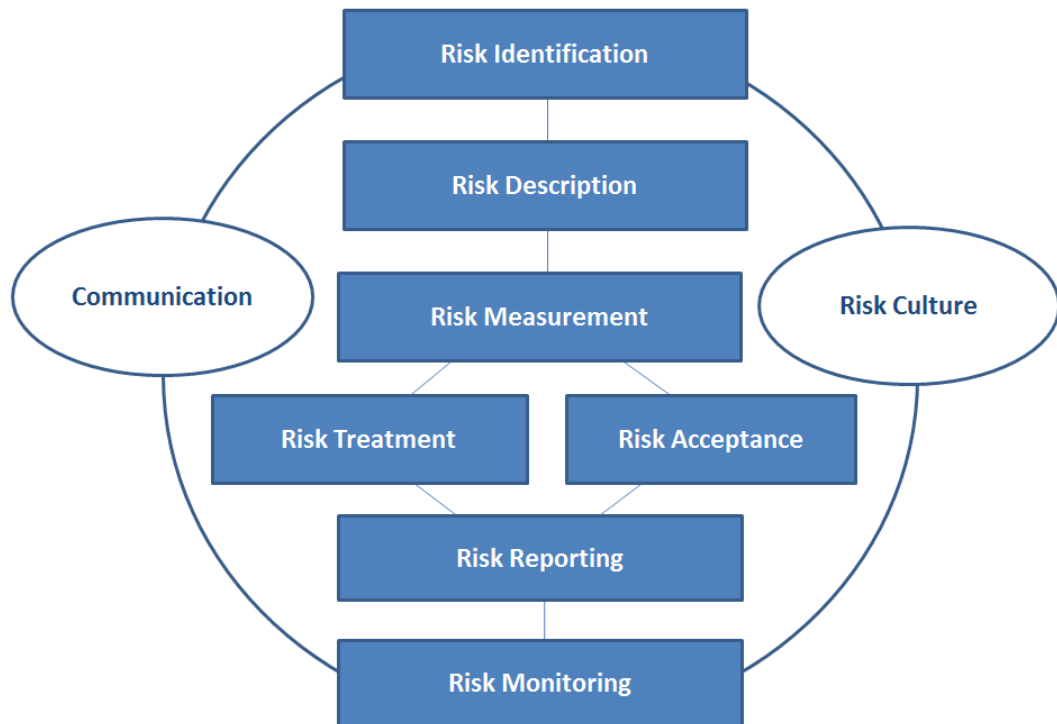 Risk Identification
Risk Description
Communication
Risk Culture
Risk Measurement
Risk Treatment
Risk Acceptance
Risk Reporting
Risk Monitoring